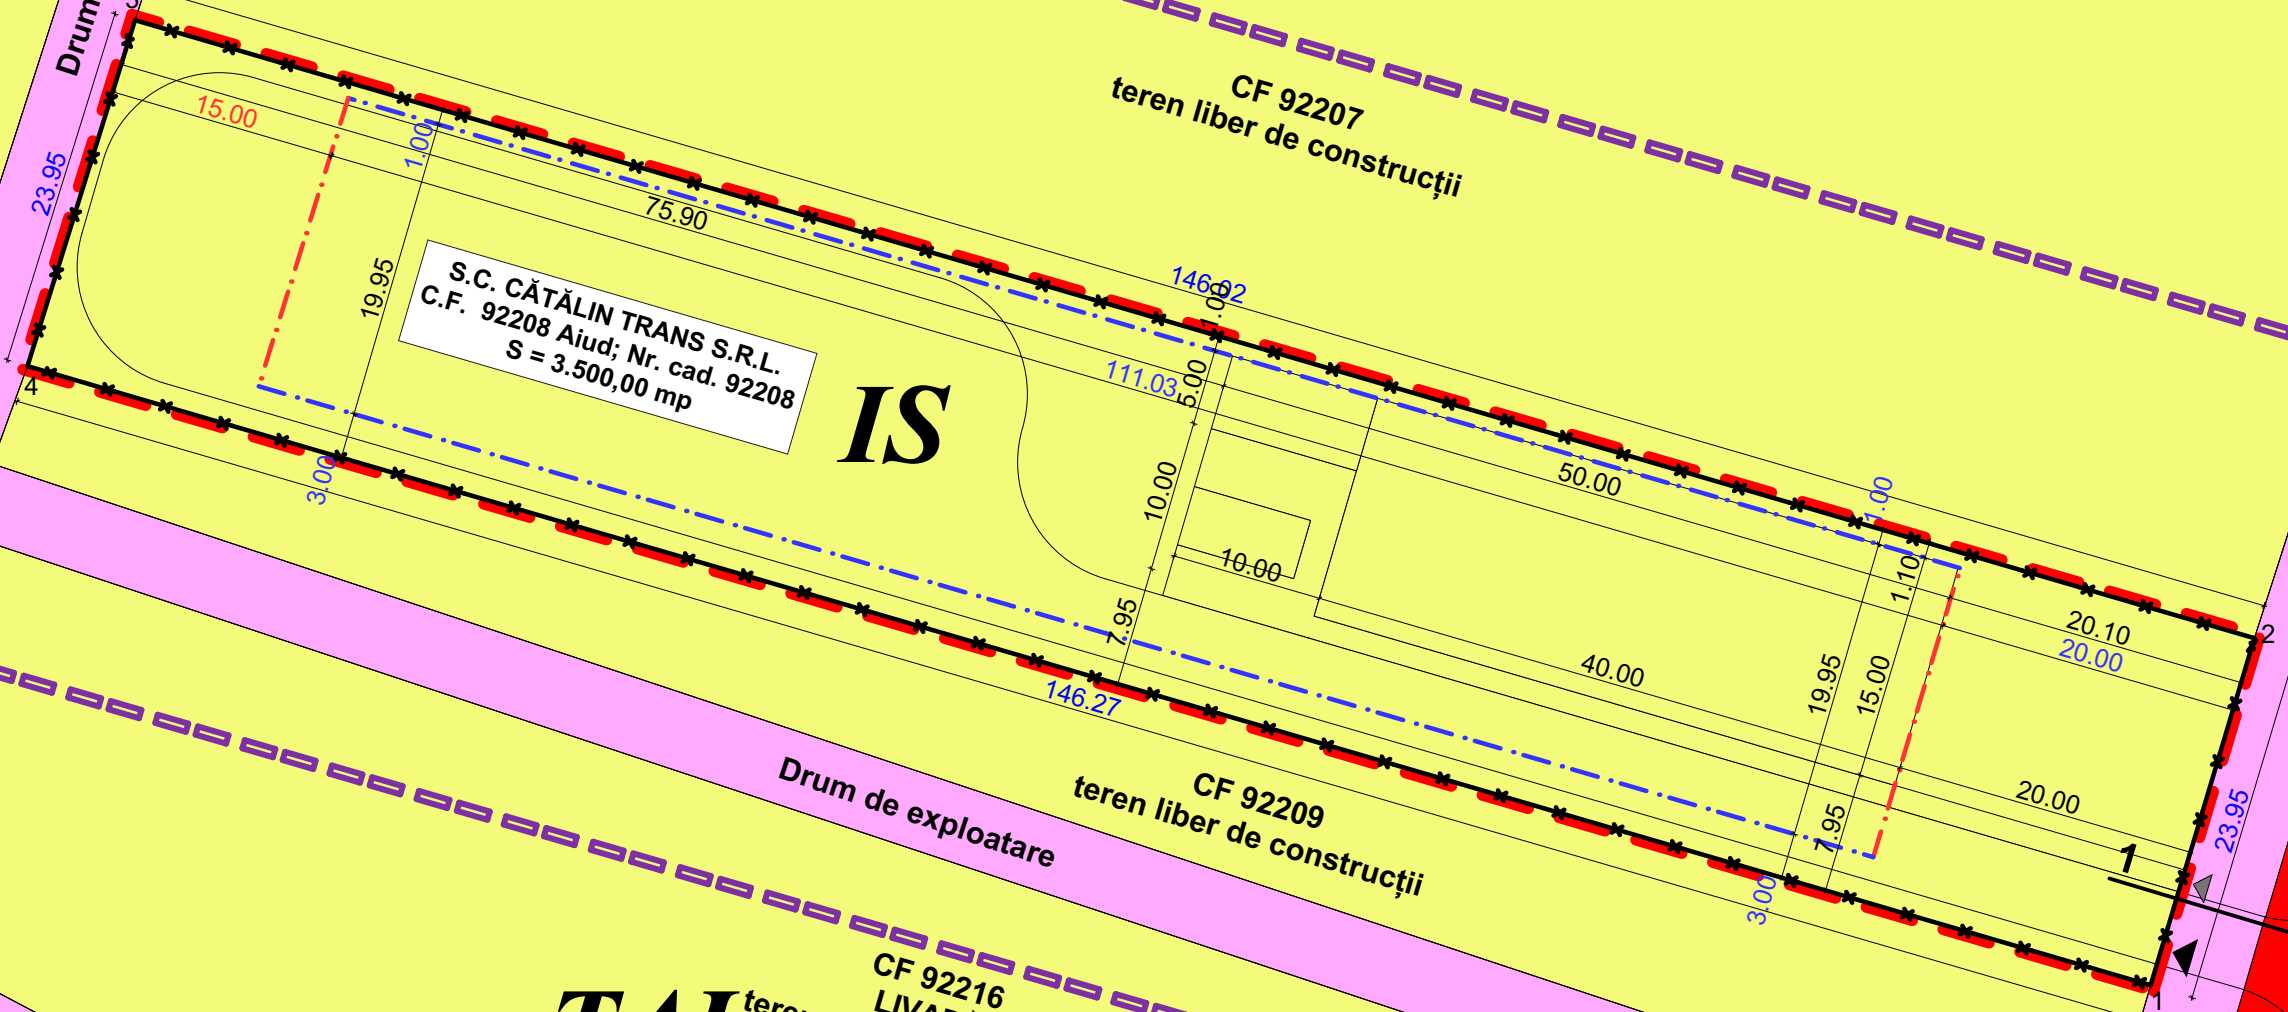 3
Drum
CF 92207
teren liber de construcții
15.00
1.00
23.95
75.90
19.95
S.C. CĂTĂLIN TRANS S.R.L.
C.F. 92208 Aiud; Nr. cad. 92208
S = 3.500,00 mp
146.02
1.00
111.03
5.00
IS
4
3.00
10.00
50.00
1.00
10.00
1.10
20.10
20.00
2
7.95
40.00
19.95
15.00
146.27
20.00
23.95
7.95
1
3.00
Drum de exploatare
CF 92209
teren liber de construcții
CF 92216
1